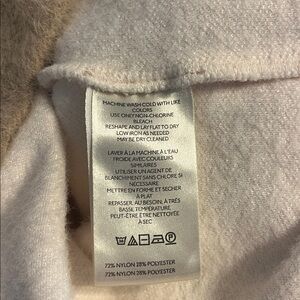 MACHINE WASH COLD WITH LIKE
COLORS
USE ONLY NON-CHLORINE
BLEACH
RESHAPE AND LAY FLAT TO DRY
LOW IRON AS NEEDED
MAY BE DRY CLEANED
LAVER À LA MACHINE À L'EAU
FROIDE AVEC COULEURS
SIMILAIRES
UTILISER UN AGENT DE
BLANCHIMENT SANS CHLORE SI
NECESSAIRE
METTRE EN FORME ET SÉCHER
À PLAT
REPASSER, AU BESOIN, À TRÈS
BASSE TEMPÉRATURE
PEUT-ÊTRE ÊTRE NETTOYÉE
À SEC
72% NYLON 28% POLYESTER
72% NYLON 28% POLYESTER